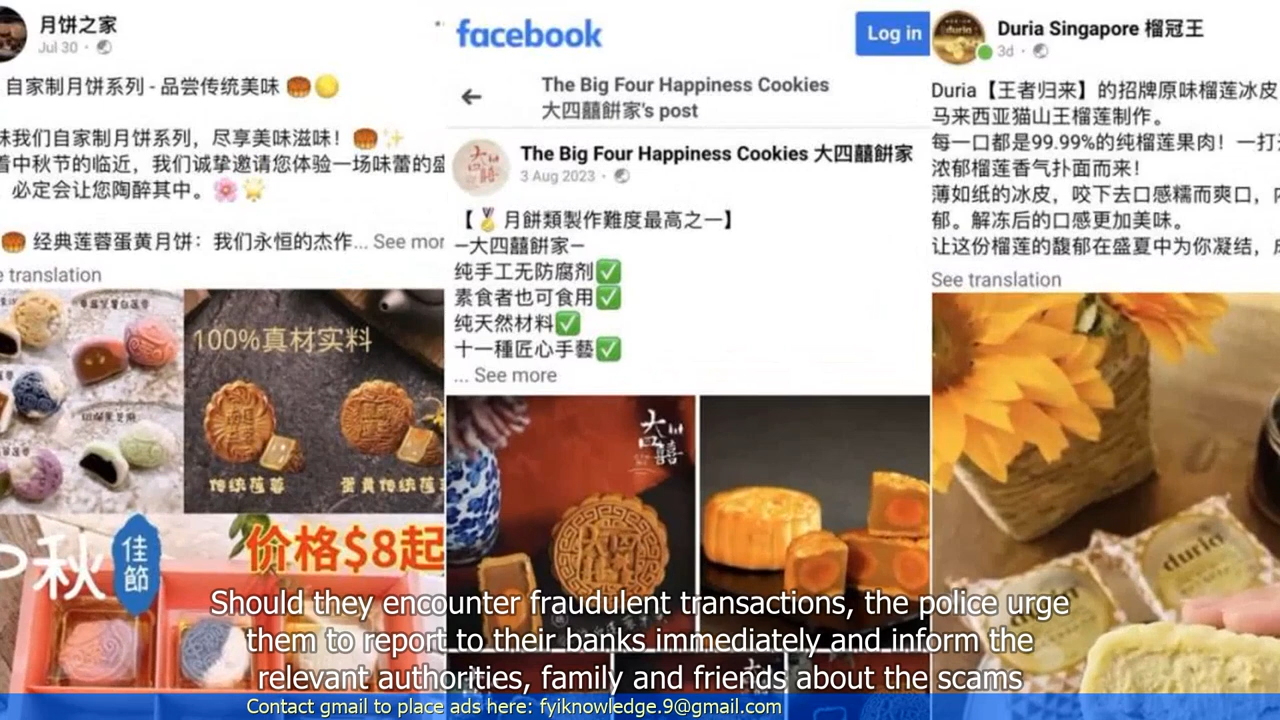 月饼之家
Jul 30
自家制月饼系列 - 品尝传统美味
味我们自家制月饼系列，尽享美味滋味！
着中秋节的临近，我们诚挚邀请您体验一场味蕾的盛
必定会让您陶醉其中。
经典莲蓉蛋黄月饼：我们永恒的杰作... See mor
e translation
100%真材实料
传统莲蓉
蛋黄传统莲
中秋
佳節
价格$8起
facebook
Log in
The Big Four Happiness Cookies
大四囍餅家's post
The Big Four Happiness Cookies 大四囍餅家
3 Aug 2023
【🏅月餅類製作難度最高之一】
—大四囍餅家—
纯手工无防腐剂✅
素食者也可食用✅
纯天然材料✅
十一種匠心手藝✅
... See more
大四囍
Duria Singapore 榴冠王
3d
Duria【王者归来】的招牌原味榴莲冰皮
马来西亚猫山王榴莲制作。
每一口都是99.99%的纯榴莲果肉！一打
浓郁榴莲香气扑面而来！
薄如纸的冰皮，咬下去口感糯而爽口，内
郁。解冻后的口感更加美味。
让这份榴莲的馥郁在盛夏中为你凝结，
See translation
duria
Should they encounter fraudulent transactions, the police urge
them to report to their banks immediately and inform the
relevant authorities, family and friends about the scams
Contact gmail to place ads here: fyiknowledge.9@gmail.com